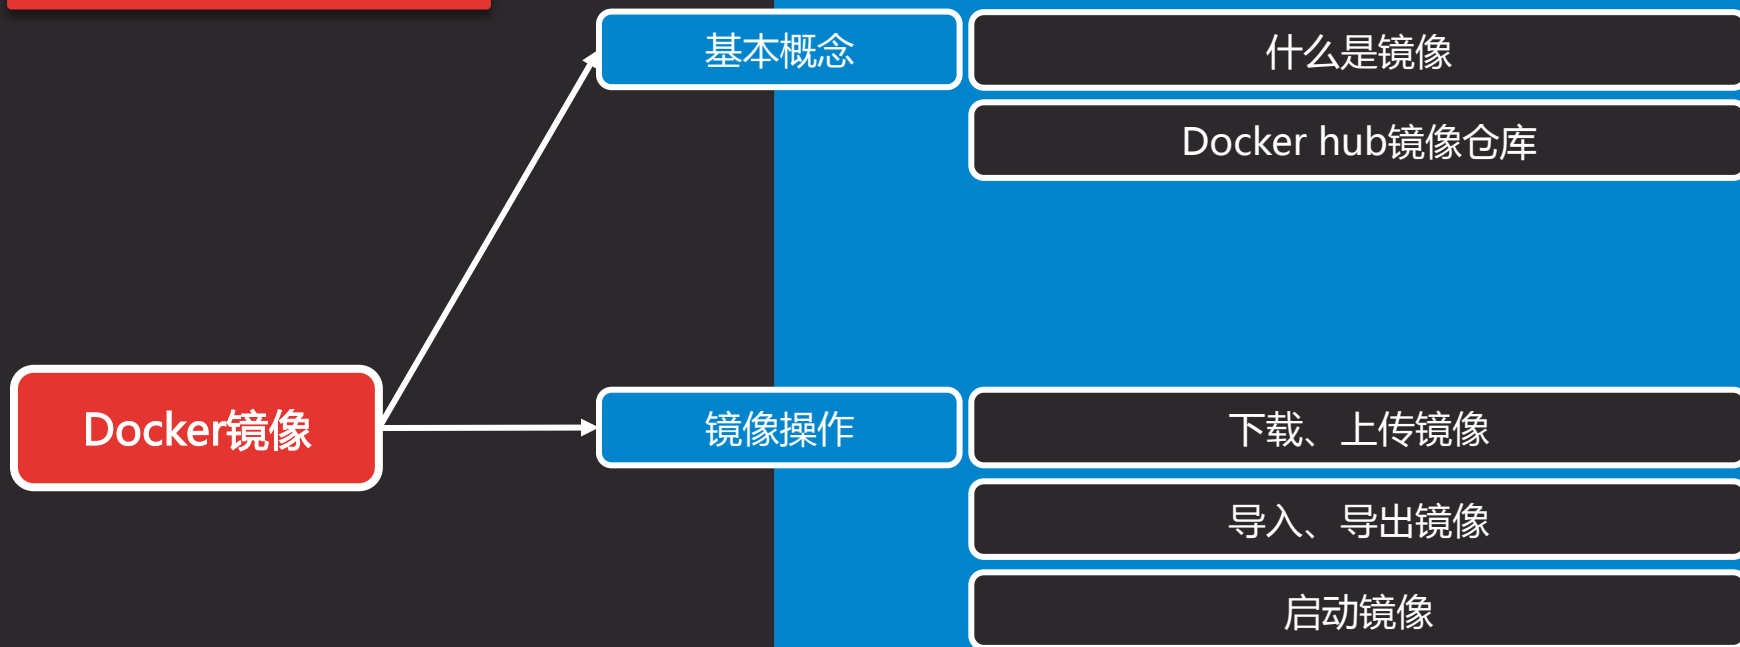 基本概念
什么是镜像
Docker hub镜像仓库
Docker镜像
镜像操作
下载、上传镜像
导入、导出镜像
启动镜像